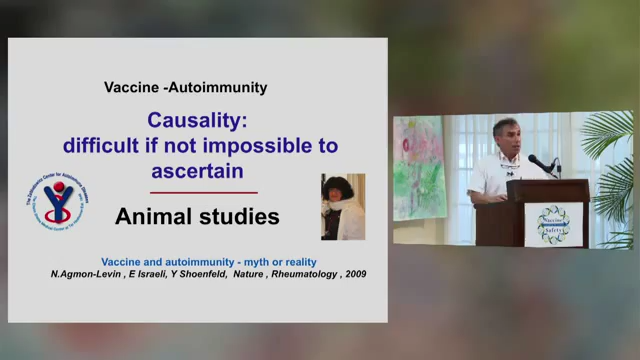 Vaccine -Autoimmunity
Causality:
difficult if not impossible to
ascertain
Animal studies
Vaccine and autoimmunity - myth or reality
N.Agmon-Levin , E Israeli, Y Shoenfeld, Nature , Rheumatology , 2009
Vaccine
Safety